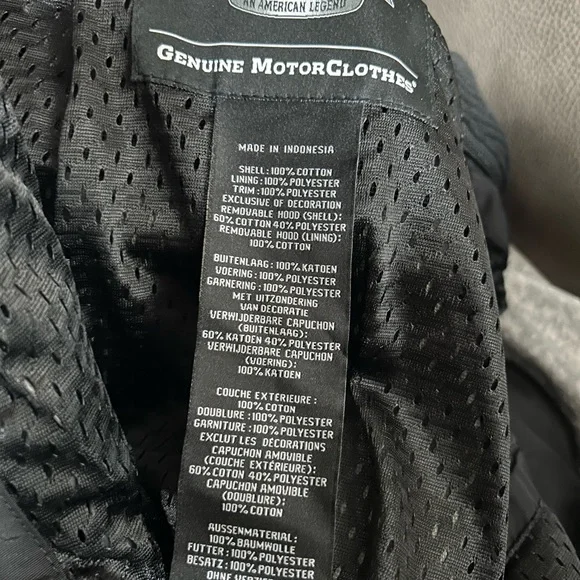 AN AMERICAN LEGEND
GENUINE MOTORCLOTHES®
MADE IN INDONESIA
SHELL: 100% COTTON
LINING: 100% POLYESTER
TRIM: 100% POLYESTER
EXCLUSIVE OF DECORATION
REMOVABLE HOOD (SHELL):
60% COTTON 40% POLYESTER
REMOVABLE HOOD (LINING):
100% COTTON
BUITENLAAG: 100% KATOEN
VOERING: 100% POLYESTER
GARNERING: 100% POLYESTER
MET UITZONDERING
VAN DECORATIE
VERWIJDERBARE CAPUCHON
(BUITENLAAG):
60% KATOEN 40% POLYESTER
VERWIJDERBARE CAPUCHON
(VOERING):
100% KATOEN
COUCHE EXTÉRIEURE:
100% COTON
DOUBLURE: 100% POLYESTER
GARNITURE: 100% POLYESTER
EXCLUT LES DÉCORATIONS
CAPUCHON AMOVIBLE
(COUCHE EXTÉRIEURE):
60% COTON 40% POLYESTER
CAPUCHON AMOVIBLE
(DOUBLURE):
100% COTON
AUSSENMATERIAL:
100% BAUMWOLLE
FUTTER: 100% POLYESTER
BESATZ: 100% POLYESTER
OHNE